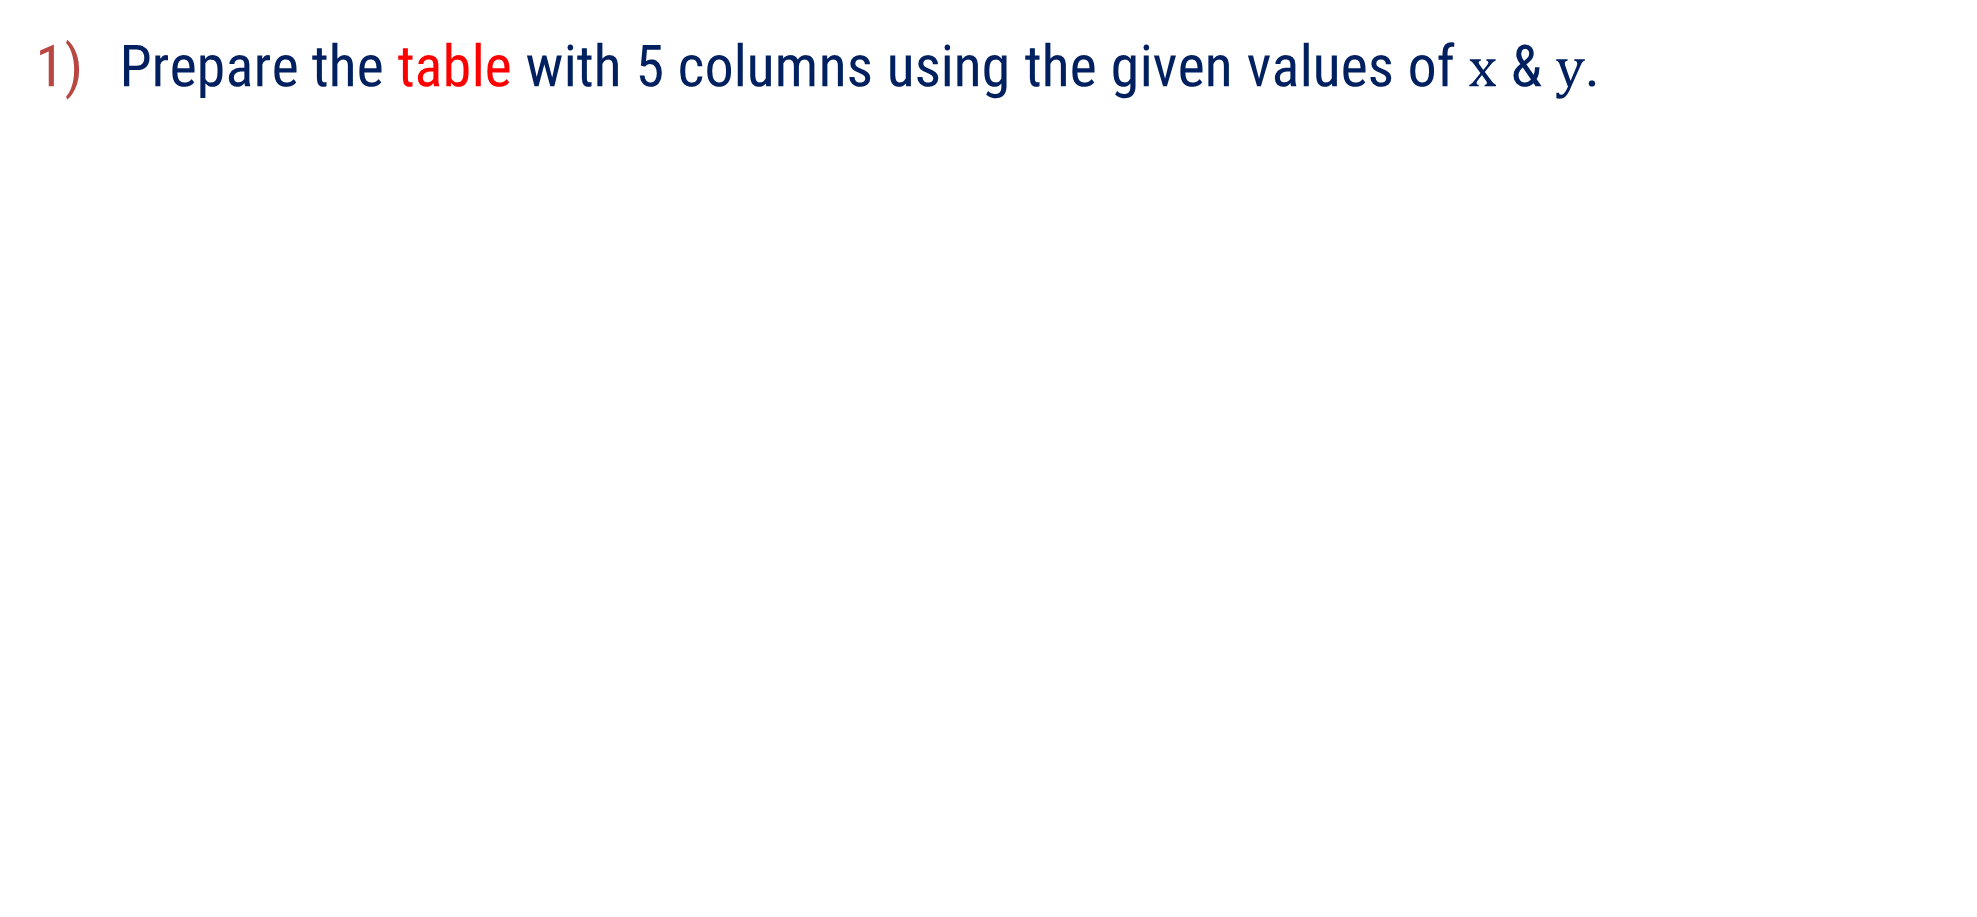 1) Prepare the table with 5 columns using the given values of x & y.